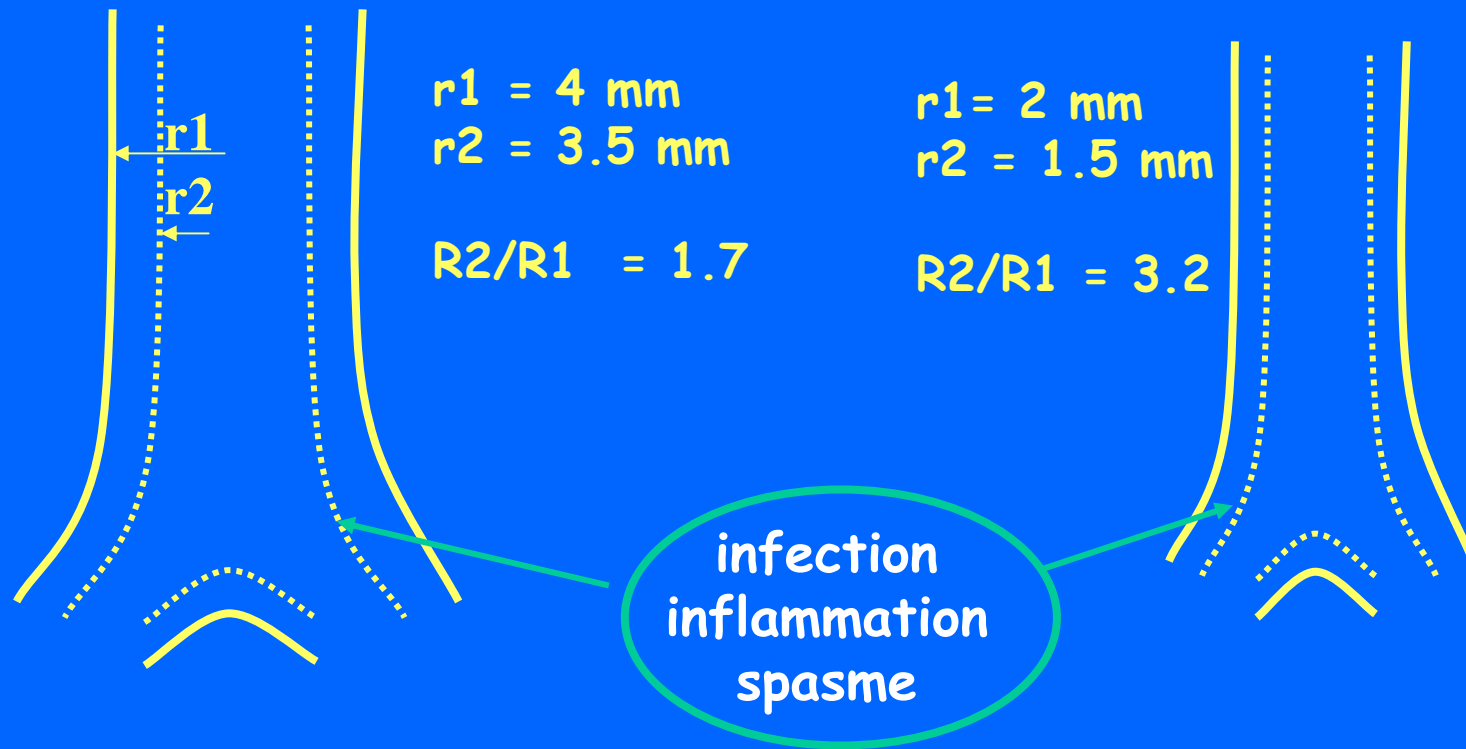 r1
r2
r1 = 4 mm
r2 = 3.5 mm
R2/R1 = 1.7
r1= 2 mm
r2 = 1.5 mm
R2/R1 = 3.2
infection
inflammation
spasme